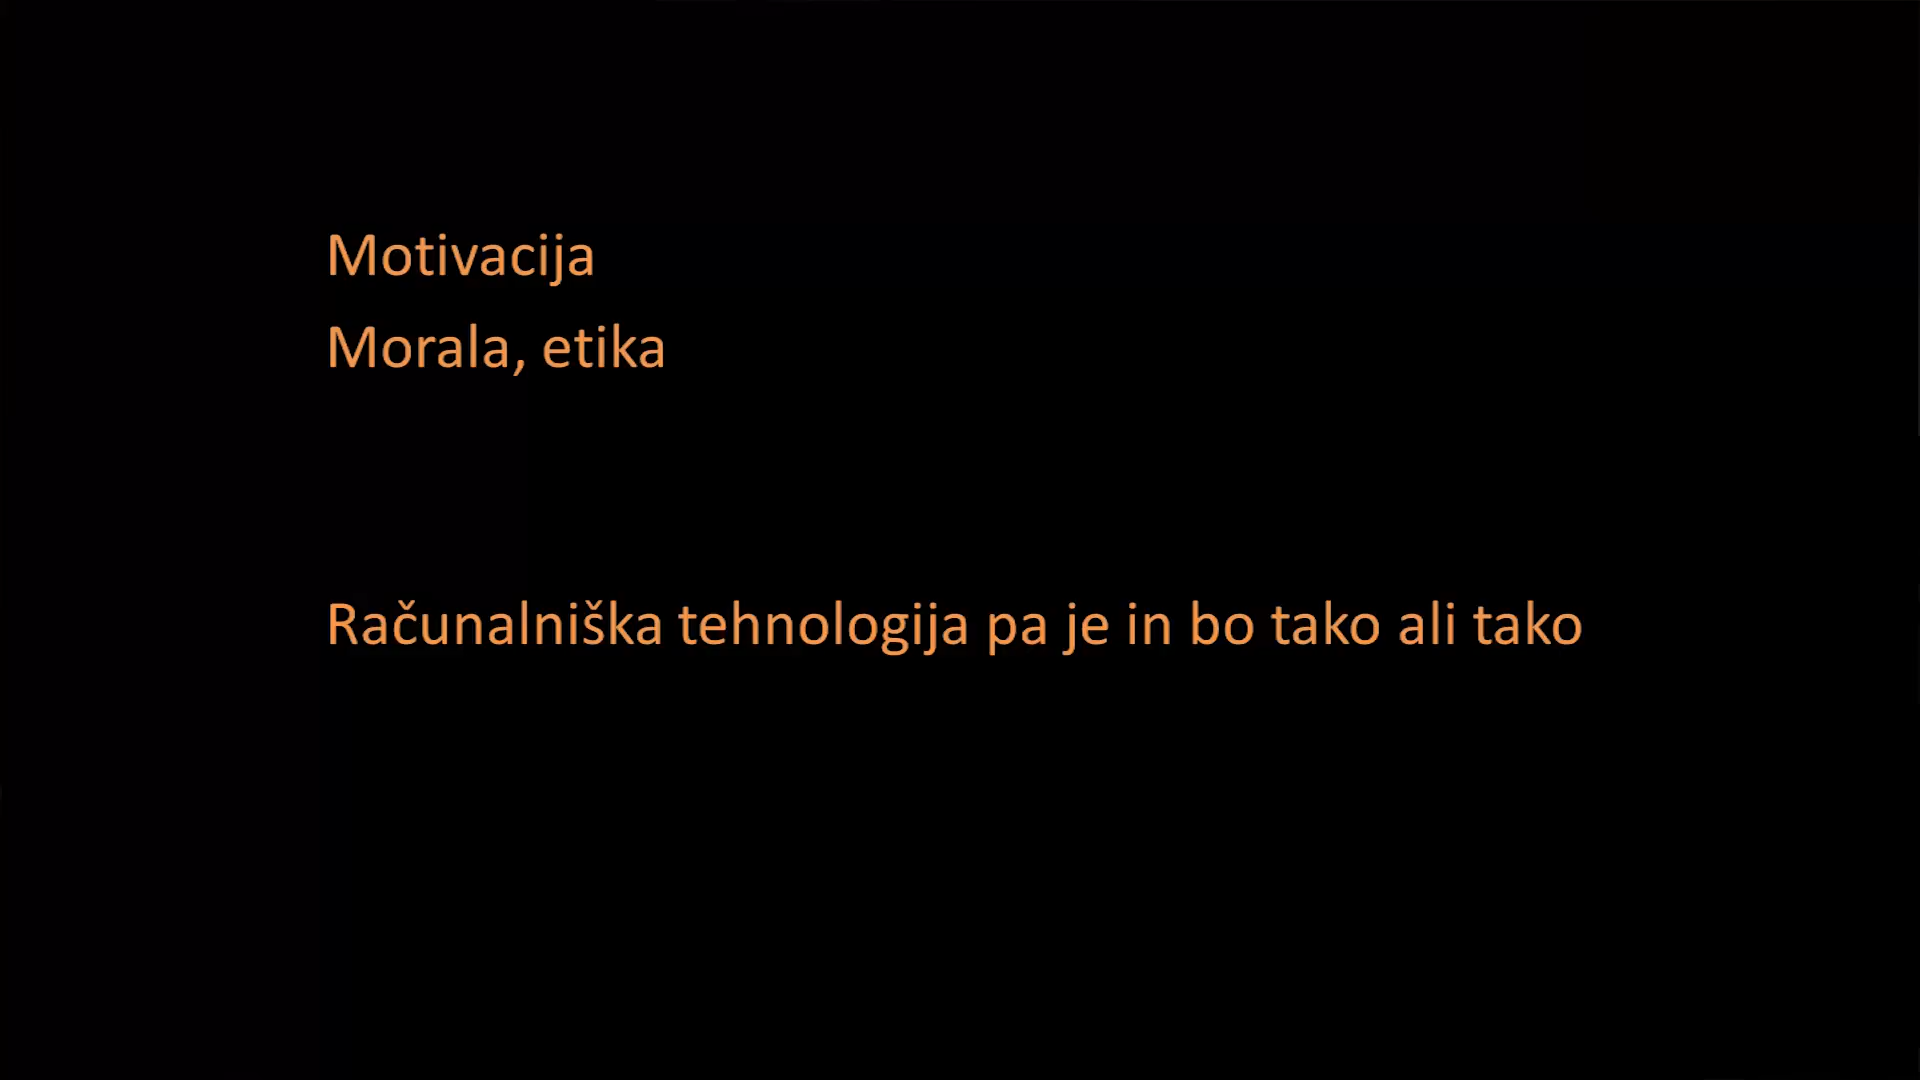 Motivacija
Morala, etika
Računalniška tehnologija pa je in bo tako ali tako